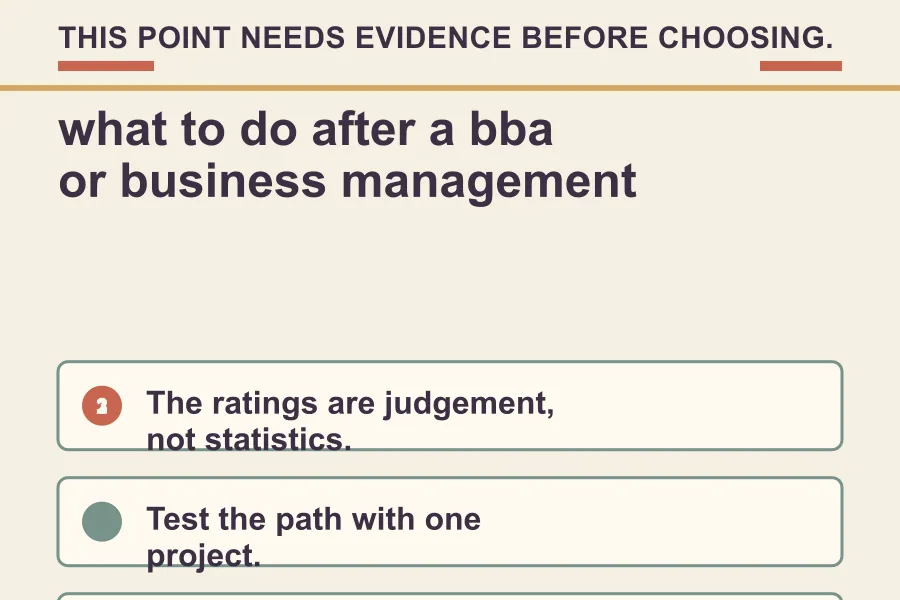 THIS POINT NEEDS EVIDENCE BEFORE CHOOSING.
what to do after a bba
or business management
The ratings are judgement,
not statistics.
Test the path with one
project.